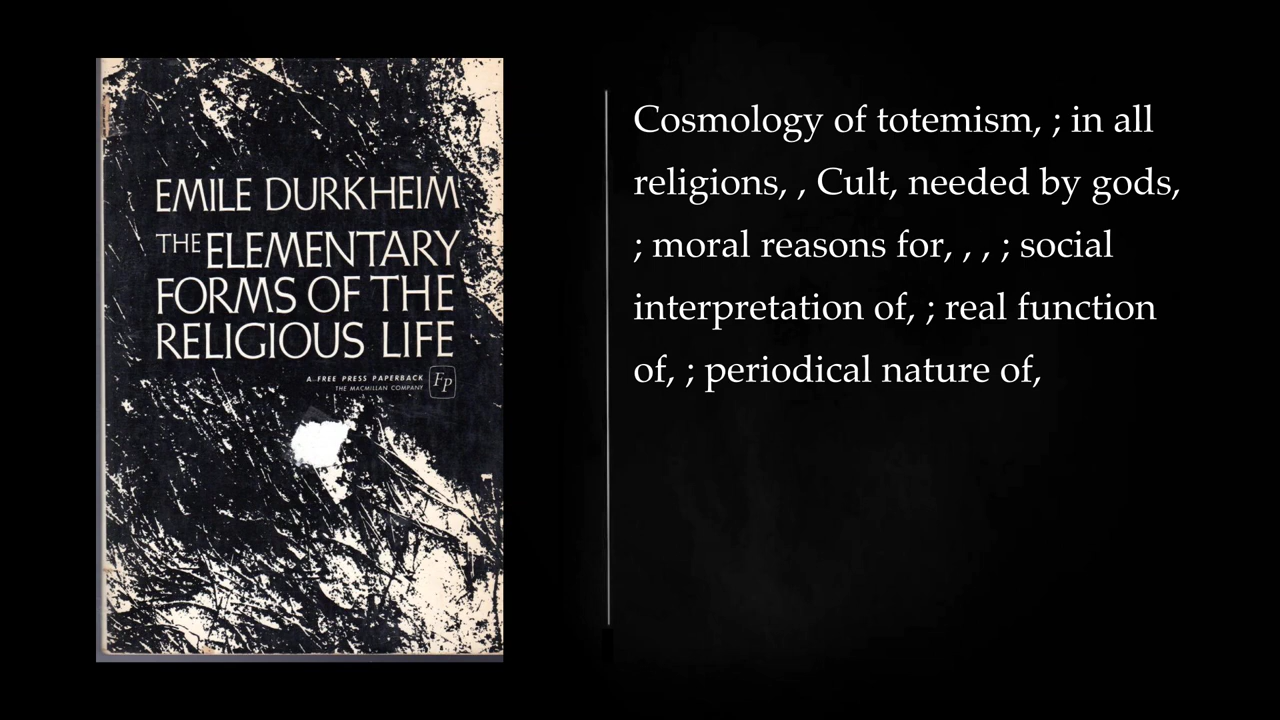 EMILE DURKHEIM
THE ELEMENTARY
FORMS OF THE
RELIGIOUS LIFE
A FREE PRESS PAPERBACK
THE MACMILLAN COMPANY
FP
Cosmology of totemism, ; in all
religions, , Cult, needed by gods,
; moral reasons for, , , ; social
interpretation of, ; real function
of, ; periodical nature of,